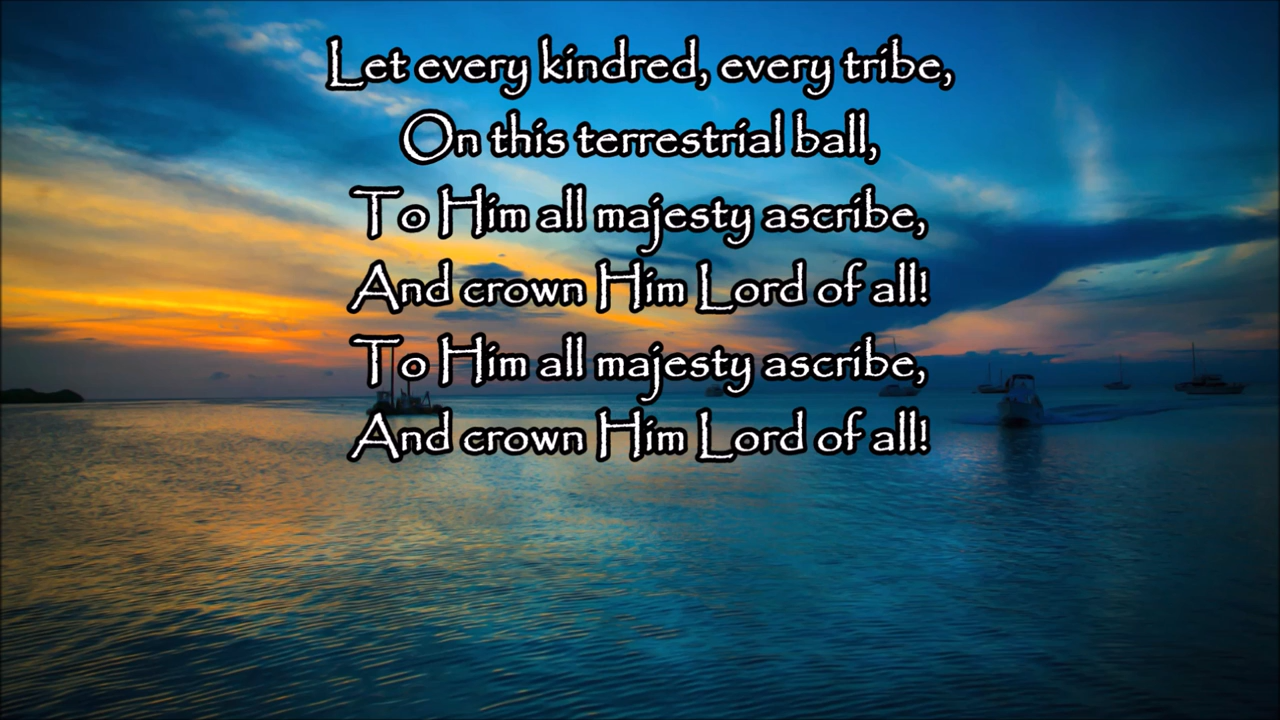 Let every kindred, every tribe,
On this terrestrial ball,
To Him all majesty ascribe,
And crown Him Lord of all!
To Him all majesty ascribe,
And crown Him Lord of all!